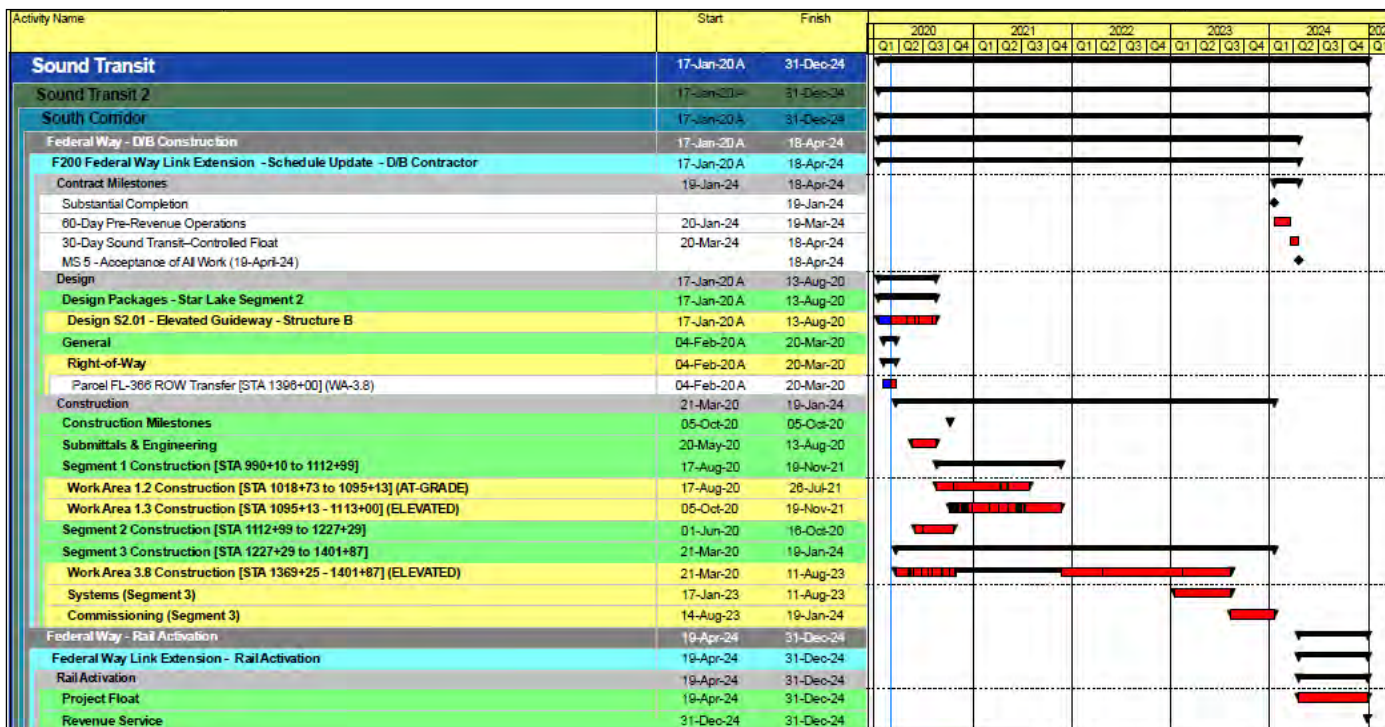 Activity Name Start Finish
2020 2021 2022 2023 2024 202
Q1 Q2 Q3 Q4 Q1 Q2 Q3 Q4 Q1 Q2 Q3 Q4 Q1 Q2 Q3 Q4 Q1 Q2 Q3 Q4 Q1
Sound Transit 17-Jan-20 A 31-Dec-24
Sound Transit 2 17-Jan-20 A 31-Dec-24
South Corridor 17-Jan-20 A 31-Dec-24
Federal Way - D/B Construction 17-Jan-20 A 18-Apr-24
F200 Federal Way Link Extension - Schedule Update - D/B Contractor 17-Jan-20 A 18-Apr-24
Contract Milestones 19-Jan-24 18-Apr-24
Substantial Completion 19-Jan-24
60-Day Pre-Revenue Operations 20-Jan-24 19-Mar-24
30-Day Sound Transit–Controlled Float 20-Mar-24 18-Apr-24
MS 5 - Acceptance of All Work (19-April-24) 18-Apr-24
Design 17-Jan-20 A 13-Aug-20
Design Packages - Star Lake Segment 2 17-Jan-20 A 13-Aug-20
Design S2.01 - Elevated Guideway - Structure B 17-Jan-20 A 13-Aug-20
General 04-Feb-20 A 20-Mar-20
Right-of-Way 04-Feb-20 A 20-Mar-20
Parcel FL-366 ROW Transfer [STA 1396+00] (WA-3.8) 04-Feb-20 A 20-Mar-20
Construction 21-Mar-20 19-Jan-24
Construction Milestones 05-Oct-20 05-Oct-20
Submittals & Engineering 20-May-20 13-Aug-20
Segment 1 Construction [STA 990+10 to 1112+99] 17-Aug-20 19-Nov-21
Work Area 1.2 Construction [STA 1018+73 to 1095+13] (AT-GRADE) 17-Aug-20 26-Jul-21
Work Area 1.3 Construction [STA 1095+13 - 1113+00] (ELEVATED) 05-Oct-20 19-Nov-21
Segment 2 Construction [STA 1112+99 to 1227+29] 01-Jun-20 16-Oct-20
Segment 3 Construction [STA 1227+29 to 1401+87] 21-Mar-20 19-Jan-24
Work Area 3.8 Construction [STA 1369+25 - 1401+87] (ELEVATED) 21-Mar-20 11-Aug-23
Systems (Segment 3) 17-Jan-23 11-Aug-23
Commissioning (Segment 3) 14-Aug-23 19-Jan-24
Federal Way - Rail Activation 19-Apr-24 31-Dec-24
Federal Way Link Extension - Rail Activation 19-Apr-24 31-Dec-24
Rail Activation 19-Apr-24 31-Dec-24
Project Float 19-Apr-24 31-Dec-24
Revenue Service 31-Dec-24 31-Dec-24